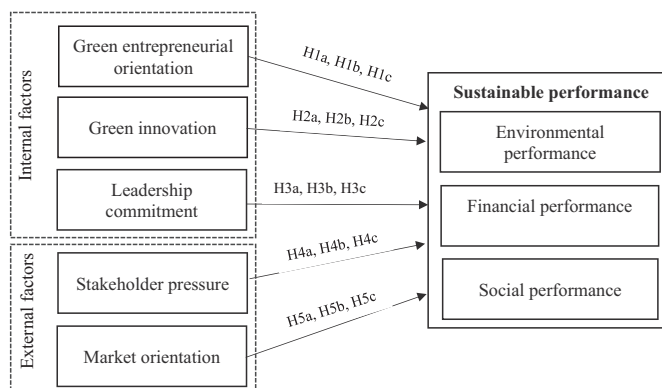 Internal factors
Green entrepreneurial
orientation
Green innovation
Leadership
commitment
External factors
Stakeholder pressure
Market orientation
H1a, H1b, H1c
H2a, H2b, H2c
H3a, H3b, H3c
H4a, H4b, H4c
H5a, H5b, H5c
Sustainable performance
Environmental
performance
Financial performance
Social performance